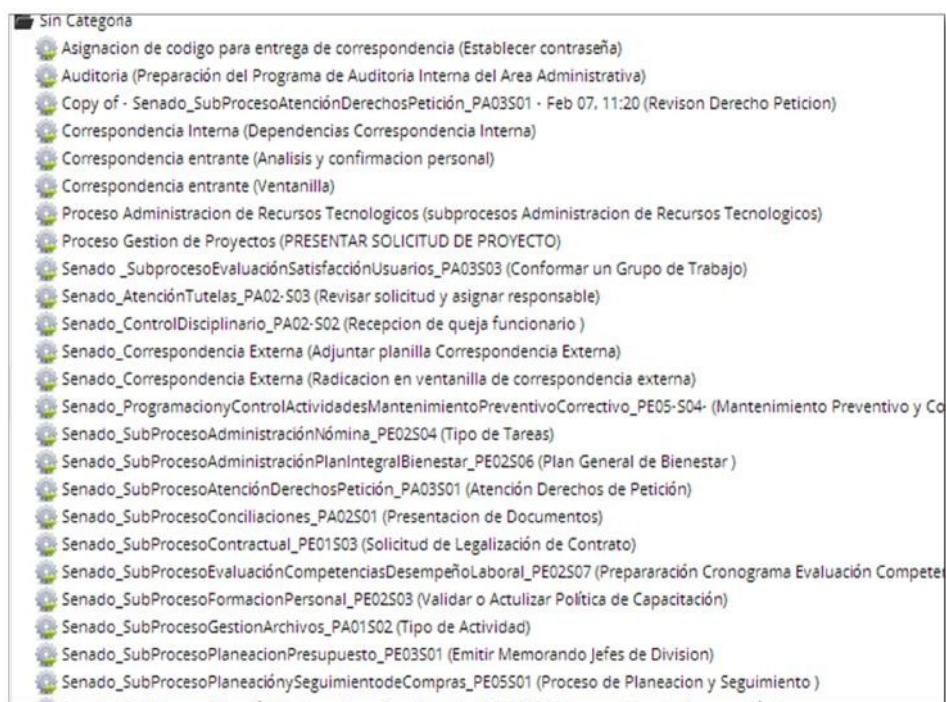 Sin Categoria
Asignacion de codigo para entrega de correspondencia (Establecer contraseña)
Auditoria (Preparación del Programa de Auditoria Interna del Area Administrativa)
Copy of - Senado_SubProcesoAtenciónDerechosPetición_PA03S01 - Feb 07, 11:20 (Revison Derecho Peticion)
Correspondencia Interna (Dependencias Correspondencia Interna)
Correspondencia entrante (Analisis y confirmacion personal)
Correspondencia entrante (Ventanilla)
Proceso Administracion de Recursos Tecnologicos (subprocesos Administracion de Recursos Tecnologicos)
Proceso Gestion de Proyectos (PRESENTAR SOLICITUD DE PROYECTO)
Senado _SubprocesoEvaluaciónSatisfacciónUsuarios_PA03S03 (Conformar un Grupo de Trabajo)
Senado_AtenciónTutelas_PA02-S03 (Revisar solicitud y asignar responsable)
Senado_ControlDisciplinario_PA02-S02 (Recepcion de queja funcionario )
Senado_Correspondencia Externa (Adjuntar planilla Correspondencia Externa)
Senado_Correspondencia Externa (Radicacion en ventanilla de correspondencia externa)
Senado_ProgramacionyControlActividadesMantenimientoPreventivoCorrectivo_PE05-S04- (Mantenimiento Preventivo y Co
Senado_SubProcesoAdministraciónNómina_PE02S04 (Tipo de Tareas)
Senado_SubProcesoAdministraciónPlanIntegralBienestar_PE02S06 (Plan General de Bienestar )
Senado_SubProcesoAtenciónDerechosPetición_PA03S01 (Atención Derechos de Petición)
Senado_SubProcesoConciliaciones_PA02S01 (Presentacion de Documentos)
Senado_SubProcesoContractual_PE01S03 (Solicitud de Legalización de Contrato)
Senado_SubProcesoEvaluaciónCompetenciasDesempeñoLaboral_PE02S07 (Prepararación Cronograma Evaluación Competer
Senado_SubProcesoFormacionPersonal_PE02S03 (Validar o Actulizar Política de Capacitación)
Senado_SubProcesoGestionArchivos_PA01S02 (Tipo de Actividad)
Senado_SubProcesoPlaneacionPresupuesto_PE03S01 (Emitir Memorando Jefes de Division)
Senado_SubProcesoPlaneaciónySeguimientodeCompras_PE05S01 (Proceso de Planeacion y Seguimiento )